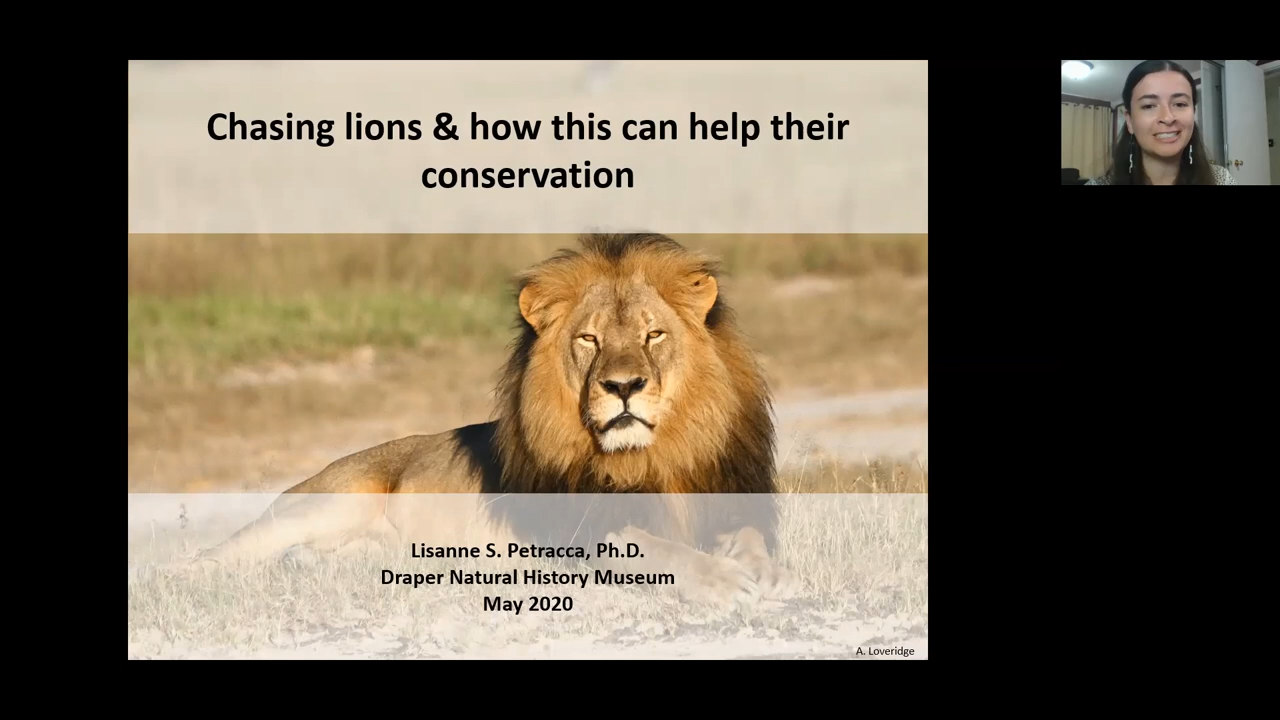 Chasing lions & how this can help their
conservation
Lisanne S. Petracca, Ph.D.
Draper Natural History Museum
May 2020
A. Loveridge